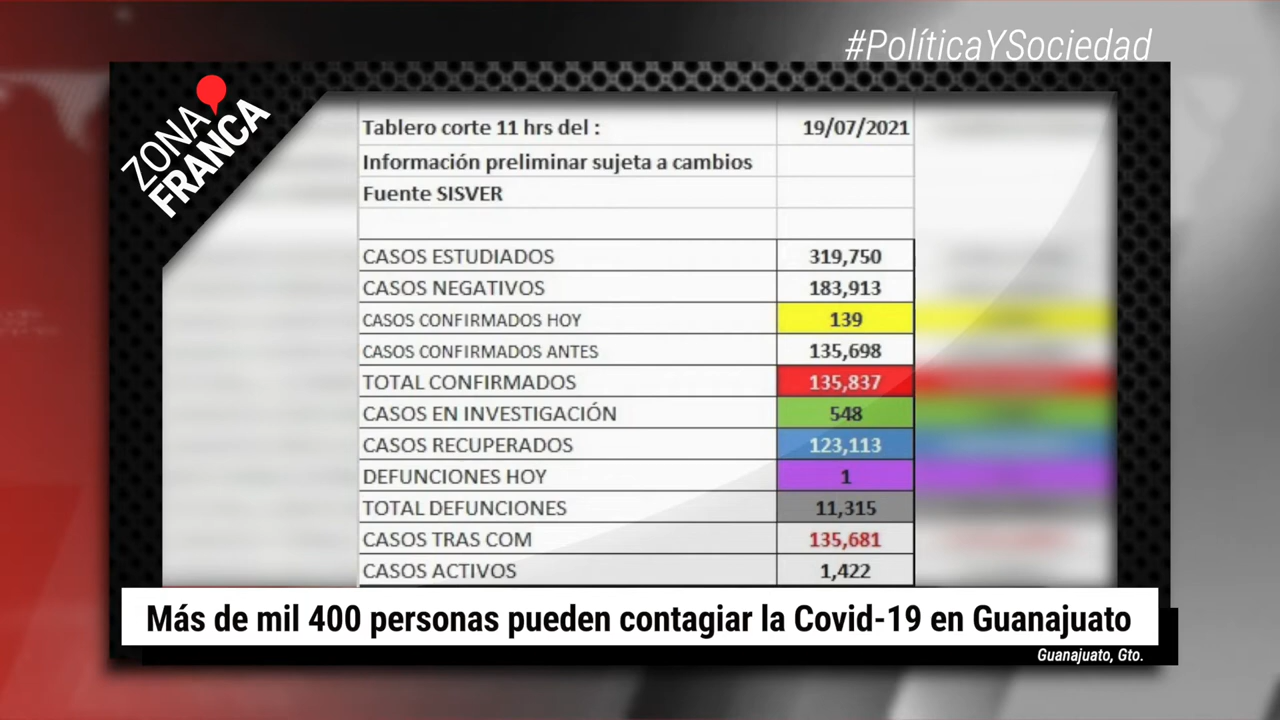 #PolíticaYSociedad
ZONA
FRANCA
Tablero corte 11 hrs del : 19/07/2021
Información preliminar sujeta a cambios
Fuente SISVER
CASOS ESTUDIADOS 319,750
CASOS NEGATIVOS 183,913
CASOS CONFIRMADOS HOY 139
CASOS CONFIRMADOS ANTES 135,698
TOTAL CONFIRMADOS 135,837
CASOS EN INVESTIGACIÓN 548
CASOS RECUPERADOS 123,113
DEFUNCIONES HOY 1
TOTAL DEFUNCIONES 11,315
CASOS TRAS COM 135,681
CASOS ACTIVOS 1,422
Más de mil 400 personas pueden contagiar la Covid-19 en Guanajuato
Guanajuato, Gto.